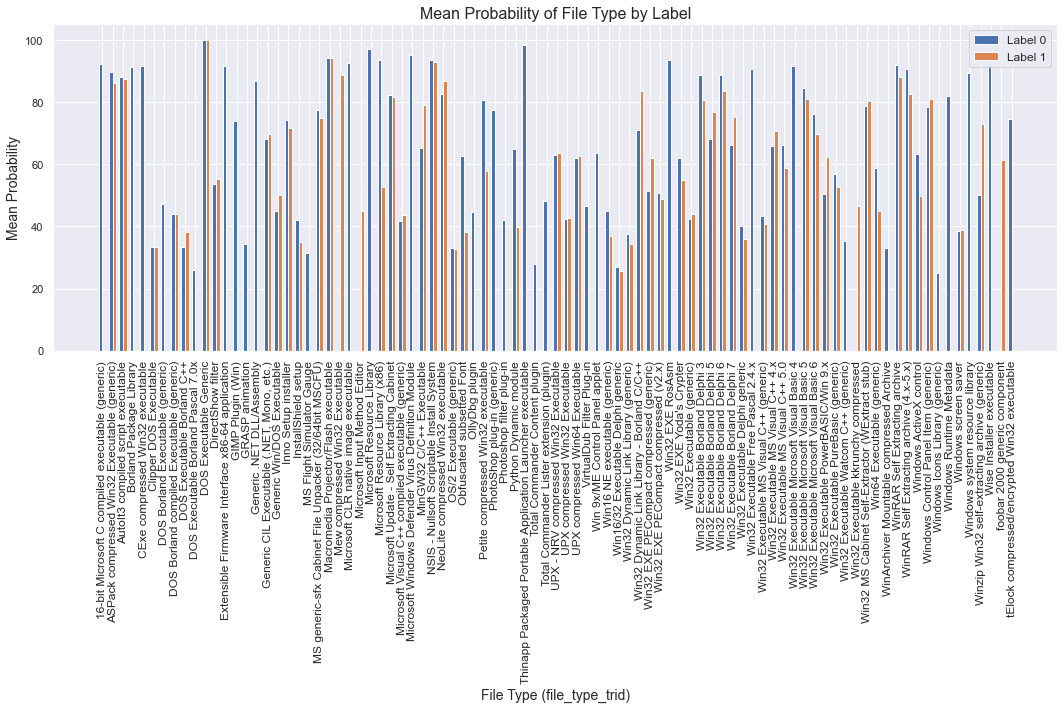 Mean Probability of File Type by Label
Label 0
Label 1
Mean Probability
100
80
60
40
20
0
16-bit Microsoft C compiled executable (generic)
ASPack compressed Win32 Executable (generic)
AutoIt3 compiled script executable
Borland Package Library
CExe compressed Win32 executable
Clipper DOS Executable
DOS Borland compiled Executable (generic)
DOS Executable Borland C++
DOS Executable Borland Pascal 7.0x
DOS Executable Generic
DirectShow filter
Extensible Firmware Interface x86-64 application
GIMP Plugin (Win)
GRASP animation
Generic .NET DLL/Assembly
Generic CIL Executable (.NET, Mono, etc.)
Generic Win/DOS Executable
Inno Setup installer
InstallShield setup
MS Flight Simulator Gauge
MS generic-sfx Cabinet File Unpacker (32/64bit MSCFU)
Macromedia Projector/Flash executable
Mew compressed Win32 Executable
Microsoft CLR native image executable
Microsoft Input Method Editor
Microsoft Resource Library
Microsoft Resource Library (x86)
Microsoft Update - Self Extracting Cabinet
Microsoft Visual C++ compiled executable (generic)
Microsoft Windows Defender Virus Definition Module
MinGW32 C/C++ Executable
NSIS - Nullsoft Scriptable Install System
NeoLite compressed Win32 executable
OS/2 Executable (generic)
Obfuscated subsetted Font
OllyDbg plugin
Petite compressed Win32 executable
Photoshop filter plug-in
Python Dynamic module
Thinapp Packaged Portable Application Launcher executable
Total Commander Content plugin
Total Commander Lister extension (plugin)
UPX - NRV compressed Win32 Executable
UPX compressed Win32 Executable
UPX compressed Win32 Executable
VirtualDub Filter Plug-in
Win 9x/ME Control Panel applet
Win16 NE executable (generic)
Win16/32 Executable Delphi generic
Win32 Dynamic Link Library (generic)
Win32 Dynamic Link Library - Borland C/C++
Win32 EXE PECompact compressed (generic)
Win32 EXE PECompact compressed (v2.x)
Win32 EXE RosAsm
Win32 EXE Yoda's Crypter
Win32 Executable (generic)
Win32 Executable Borland Delphi 3
Win32 Executable Borland Delphi 5
Win32 Executable Borland Delphi 6
Win32 Executable Borland Delphi 7
Win32 Executable Delphi generic
Win32 Executable Free Pascal 2.4.x
Win32 Executable MS Visual C++ (generic)
Win32 Executable MS Visual C++ 4.x
Win32 Executable MS Visual C++ 5.0
Win32 Executable Microsoft Visual Basic 4
Win32 Executable Microsoft Visual Basic 5
Win32 Executable Microsoft Visual Basic 6
Win32 Executable PowerBASIC/Win 9.x
Win32 Executable PureBasic (generic)
Win32 Executable Watcom C++ (generic)
Win32 MS Cabinet Self-Extractor (WExtract stub)
Win64 Executable (generic)
WinArchiver Mountable compressed Archive
WinRAR Self Extracting archive
WinRAR Self Extracting archive (4.x-5.x)
Windows ActiveX control
Windows Control Panel Item (generic)
Windows Icons Library (generic)
Windows Runtime Metadata
Windows screen saver
Windows system resource library
Winzip Win32 self-extracting archive (generic)
Wise Installer executable
foobar 2000 generic component
tElock compressed/encrypted Win32 executable
File Type (file_type_trid)